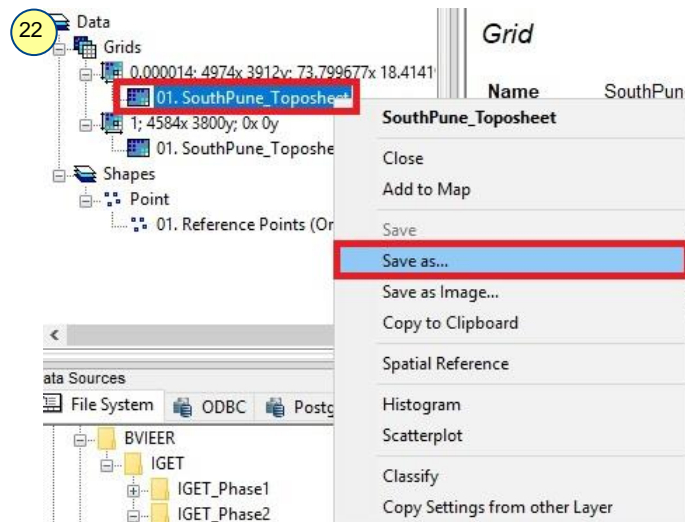 22
Data
Grids
0.000014; 4974x 3912y; 73.799677x 18.4141
01. SouthPune_Toposheet
1; 4584x 3800y; 0x 0y
01. SouthPune_Toposhe
Shapes
Point
01. Reference Points (Or
Grid
Name SouthPun
SouthPune_Toposheet
Close
Add to Map
Save
Save as...
Save as Image...
Copy to Clipboard
Spatial Reference
Histogram
Scatterplot
Classify
Copy Settings from other Layer
ata Sources
File System ODBC Postg
BVIEER
IGET
IGET_Phase1
IGET_Phase2